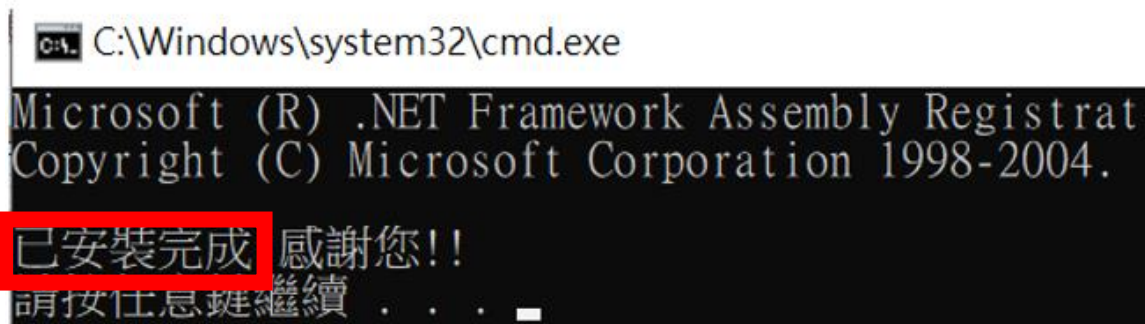 C:\Windows\system32\cmd.exe
Microsoft (R) .NET Framework Assembly Registrat
Copyright (C) Microsoft Corporation 1998-2004.
已安裝完成 感謝您!!
請按任意鍵繼續 . . .